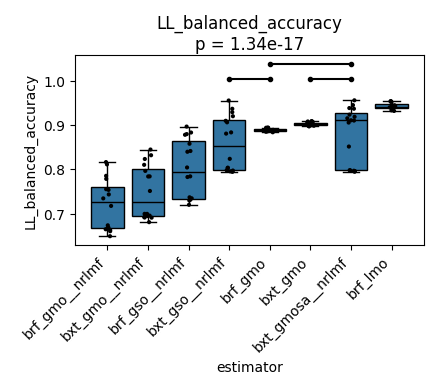 LL_balanced_accuracy
p = 1.34e-17
LL_balanced_accuracy
1.0
0.9
0.8
0.7
brf_gmo__nrlmf
bxt_gmo__nrlmf
brf_gso__nrlmf
bxt_gso__nrlmf
brf_gmo
bxt_gmo
bxt_gmosa__nrlmf
brf_lmo
estimator